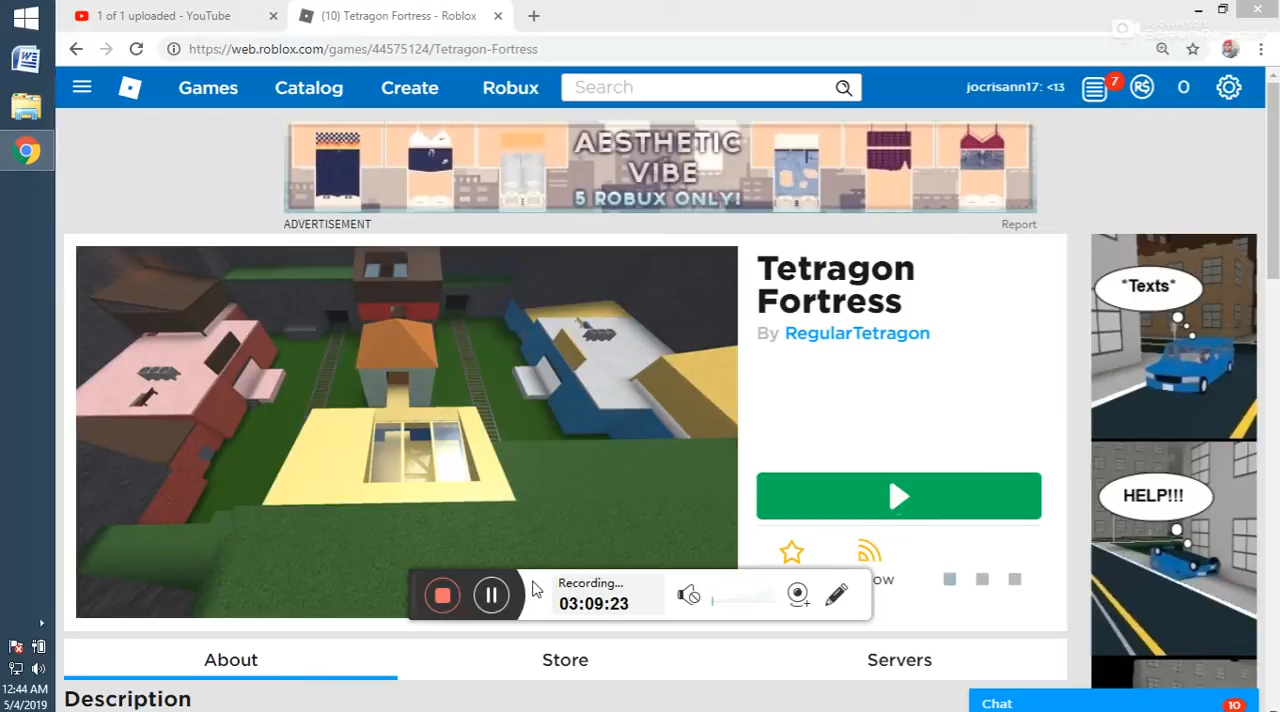 1 of 1 uploaded - YouTube
(10) Tetragon Fortress - Roblox
https://web.roblox.com/games/44575124/Tetragon-Fortress
Games
Catalog
Create
Robux
Search
jocrisann17: <13
7
R$
0
AESTHETIC
VIBE
5 ROBUX ONLY!
ADVERTISEMENT
Report
Tetragon
Fortress
By RegularTetragon
*Texts*
HELP!!!
Recording...
03:09:23
ow
About
Store
Servers
Description
Chat
10
12:44 AM
5/4/2019